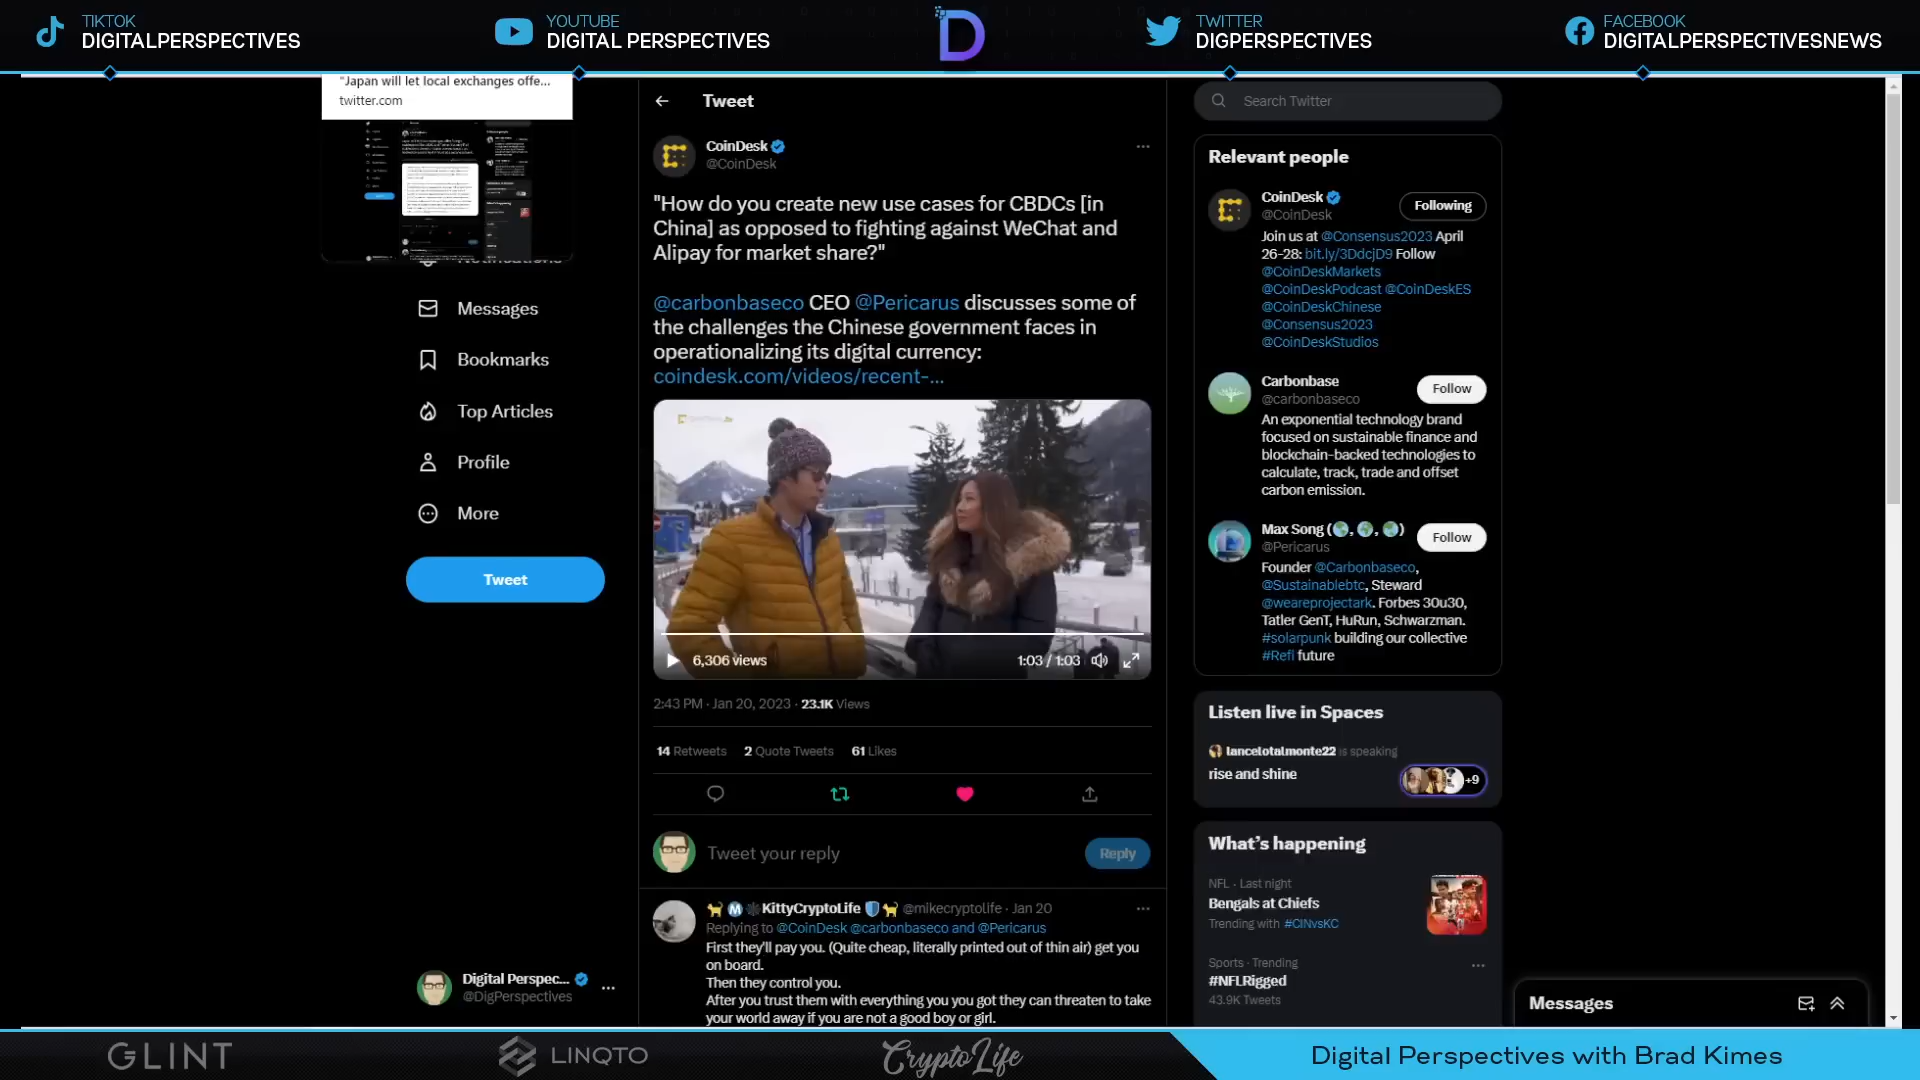 TIKTOK
DIGITALPERSPECTIVES
YOUTUBE
DIGITAL PERSPECTIVES
D
TWITTER
DIGPERSPECTIVES
FACEBOOK
DIGITALPERSPECTIVESNEWS
"Japan will let local exchanges offe...
twitter.com
Notifications
Messages
Bookmarks
Top Articles
Profile
More
Tweet
Digital Perspec...
@DigPerspectives
Tweet
CoinDesk
@CoinDesk
"How do you create new use cases for CBDCs [in
China] as opposed to fighting against WeChat and
Alipay for market share?"
@carbonbaseco CEO @Pericarus discusses some of
the challenges the Chinese government faces in
operationalizing its digital currency:
coindesk.com/videos/recent-...
6,306 views
1:03 / 1:03
2:43 PM · Jan 20, 2023 · 23.1K Views
14 Retweets 2 Quote Tweets 61 Likes
Tweet your reply
Reply
KittyCryptoLife @mikecryptolife · Jan 20
Replying to @CoinDesk @carbonbaseco and @Pericarus
First they'll pay you. (Quite cheap, literally printed out of thin air) get you
on board.
Then they control you.
After you trust them with everything you you got they can threaten to take
your world away if you are not a good boy or girl.
Search Twitter
Relevant people
CoinDesk
@CoinDesk
Following
Join us at @Consensus2023 April
26-28: bit.ly/3DdcjD9 Follow
@CoinDeskMarkets
@CoinDeskPodcast @CoinDeskES
@CoinDeskChinese
@Consensus2023
@CoinDeskStudios
Carbonbase
@carbonbaseco
Follow
An exponential technology brand
focused on sustainable finance and
blockchain-backed technologies to
calculate, track, trade and offset
carbon emission.
Max Song (🌏, 🌏, 🌏)
@Pericarus
Follow
Founder @Carbonbaseco,
@Sustainablebtc, Steward
@weareprojectark. Forbes 30u30,
Tatler GenT, HuRun, Schwarzman.
#solarpunk building our collective
#Refi future
Listen live in Spaces
lancelotalmonte22 is speaking
rise and shine
+9
What's happening
NFL · Last night
Bengals at Chiefs
Trending with #CINvsKC
Sports · Trending
#NFLRigged
43.9K Tweets
Messages
GLINT
LINQTO
CryptoLife
Digital Perspectives with Brad Kimes